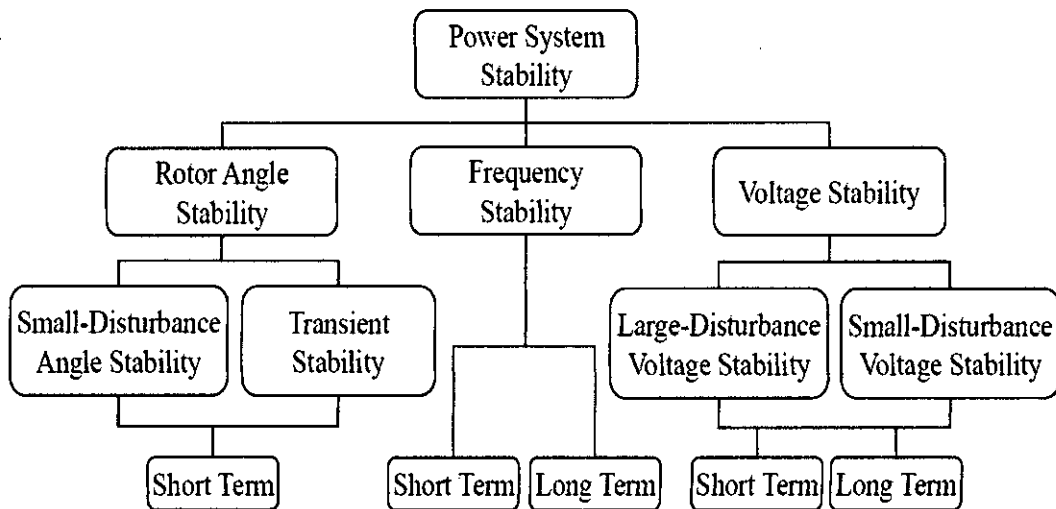 Power System
Stability
Rotor Angle
Stability
Frequency
Stability
Voltage Stability
Small-Disturbance
Angle Stability
Transient
Stability
Large-Disturbance
Voltage Stability
Small-Disturbance
Voltage Stability
Short Term
Short Term
Long Term
Short Term
Long Term